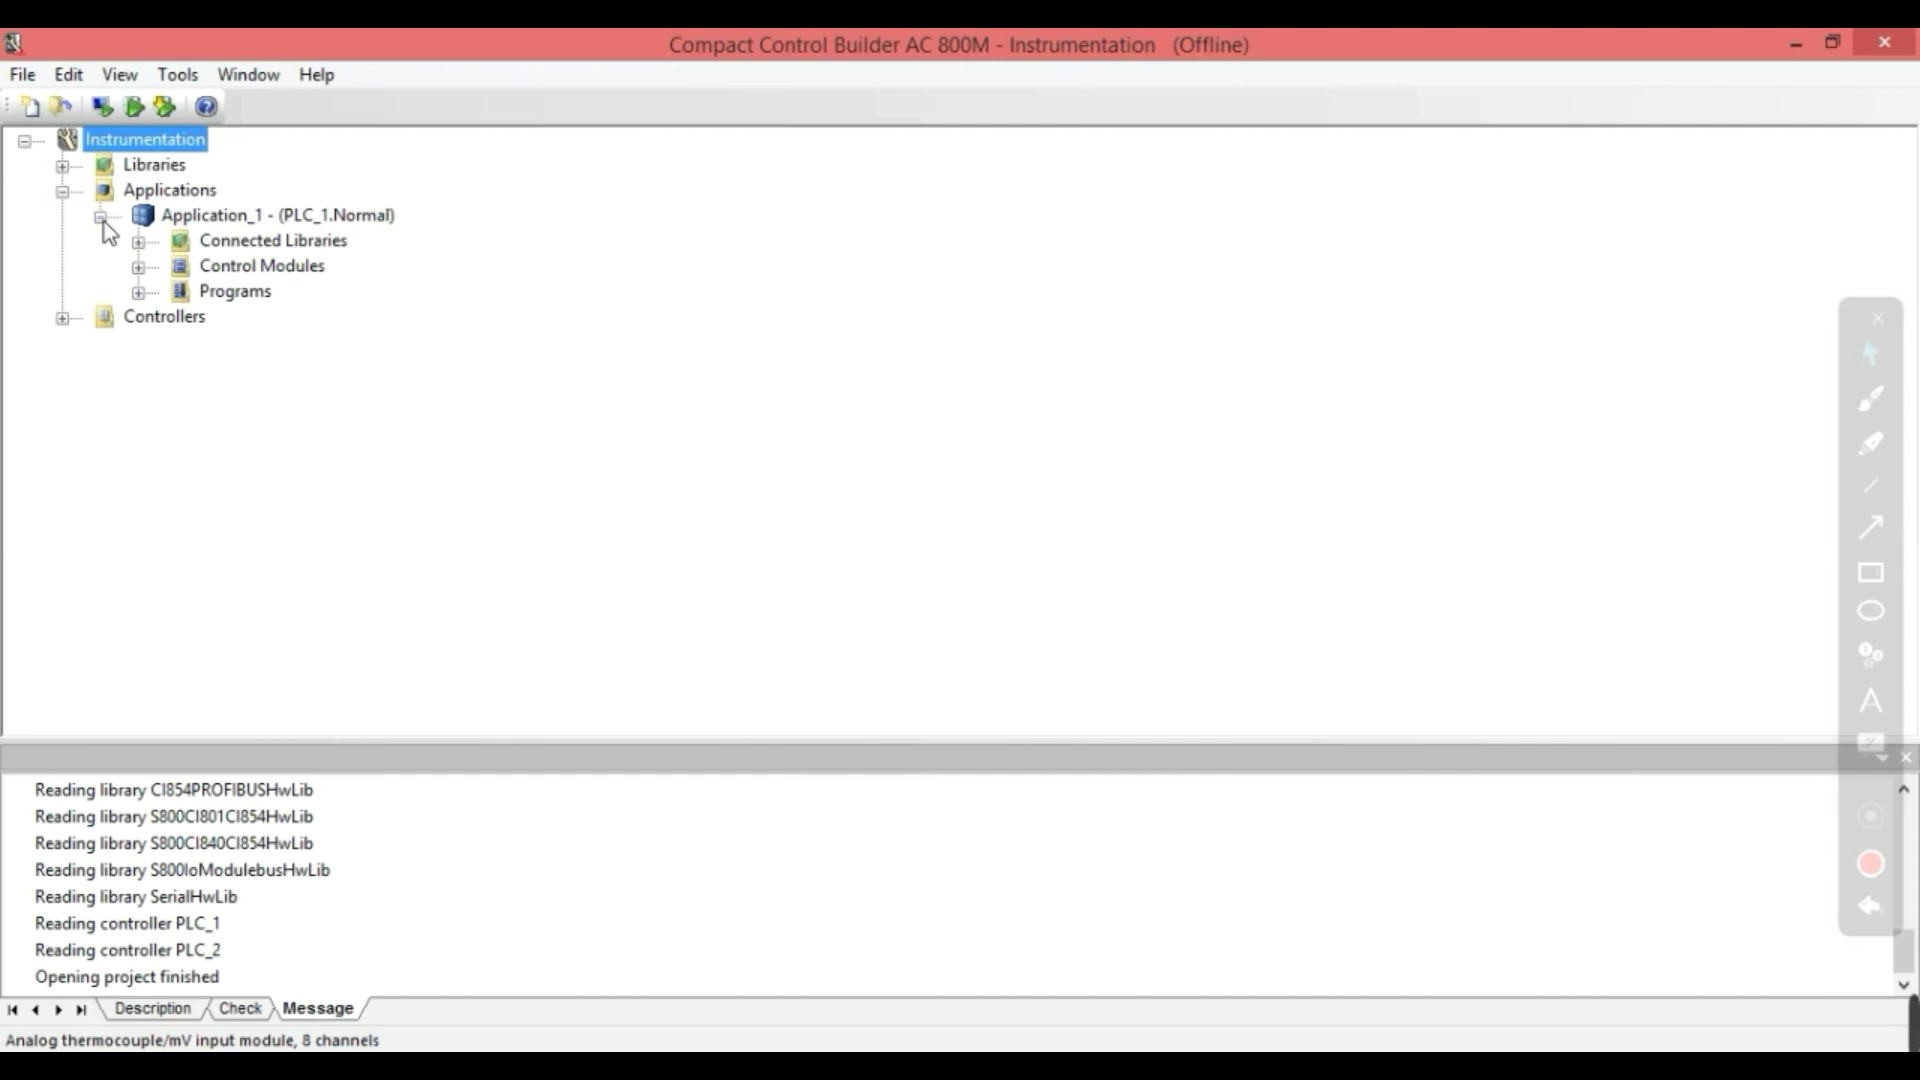 Compact Control Builder AC 800M - Instrumentation (Offline)
File Edit View Tools Window Help
Instrumentation
Libraries
Applications
Application_1 - (PLC_1.Normal)
Connected Libraries
Control Modules
Programs
Controllers
Reading library CI854PROFIBUSHwLib
Reading library S800CI801CI854HwLib
Reading library S800CI840CI854HwLib
Reading library S800IoModulebusHwLib
Reading library SerialHwLib
Reading controller PLC_1
Reading controller PLC_2
Opening project finished
Description Check Message
Analog thermocouple/mV input module, 8 channels